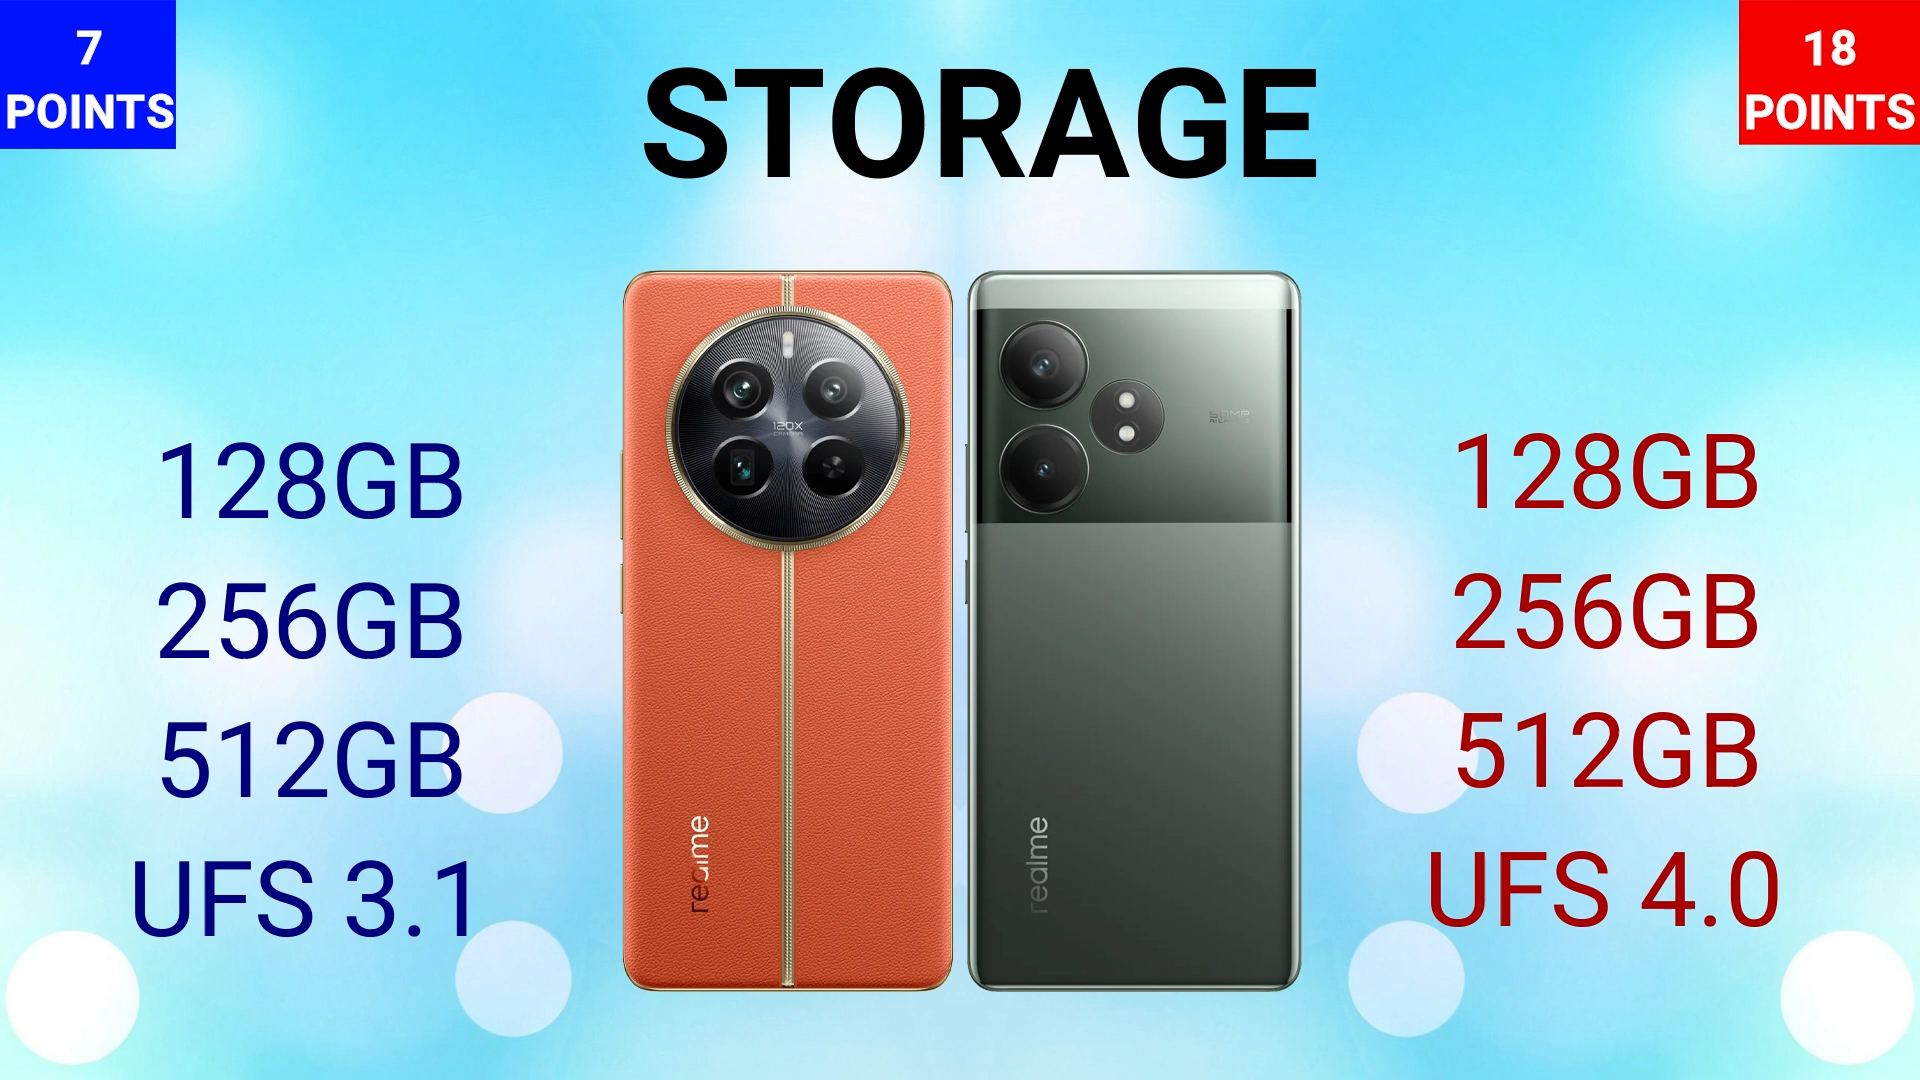 7
POINTS
18
POINTS
STORAGE
128GB
256GB
512GB
UFS 3.1
120X
realme
50MP
realme
128GB
256GB
512GB
UFS 4.0